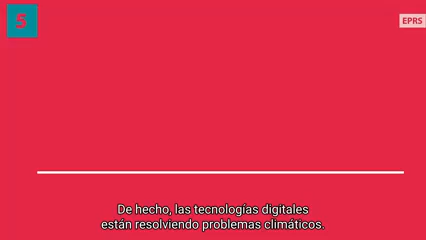 5
EPRS
De hecho, las tecnologías digitales
están resolviendo problemas climáticos.